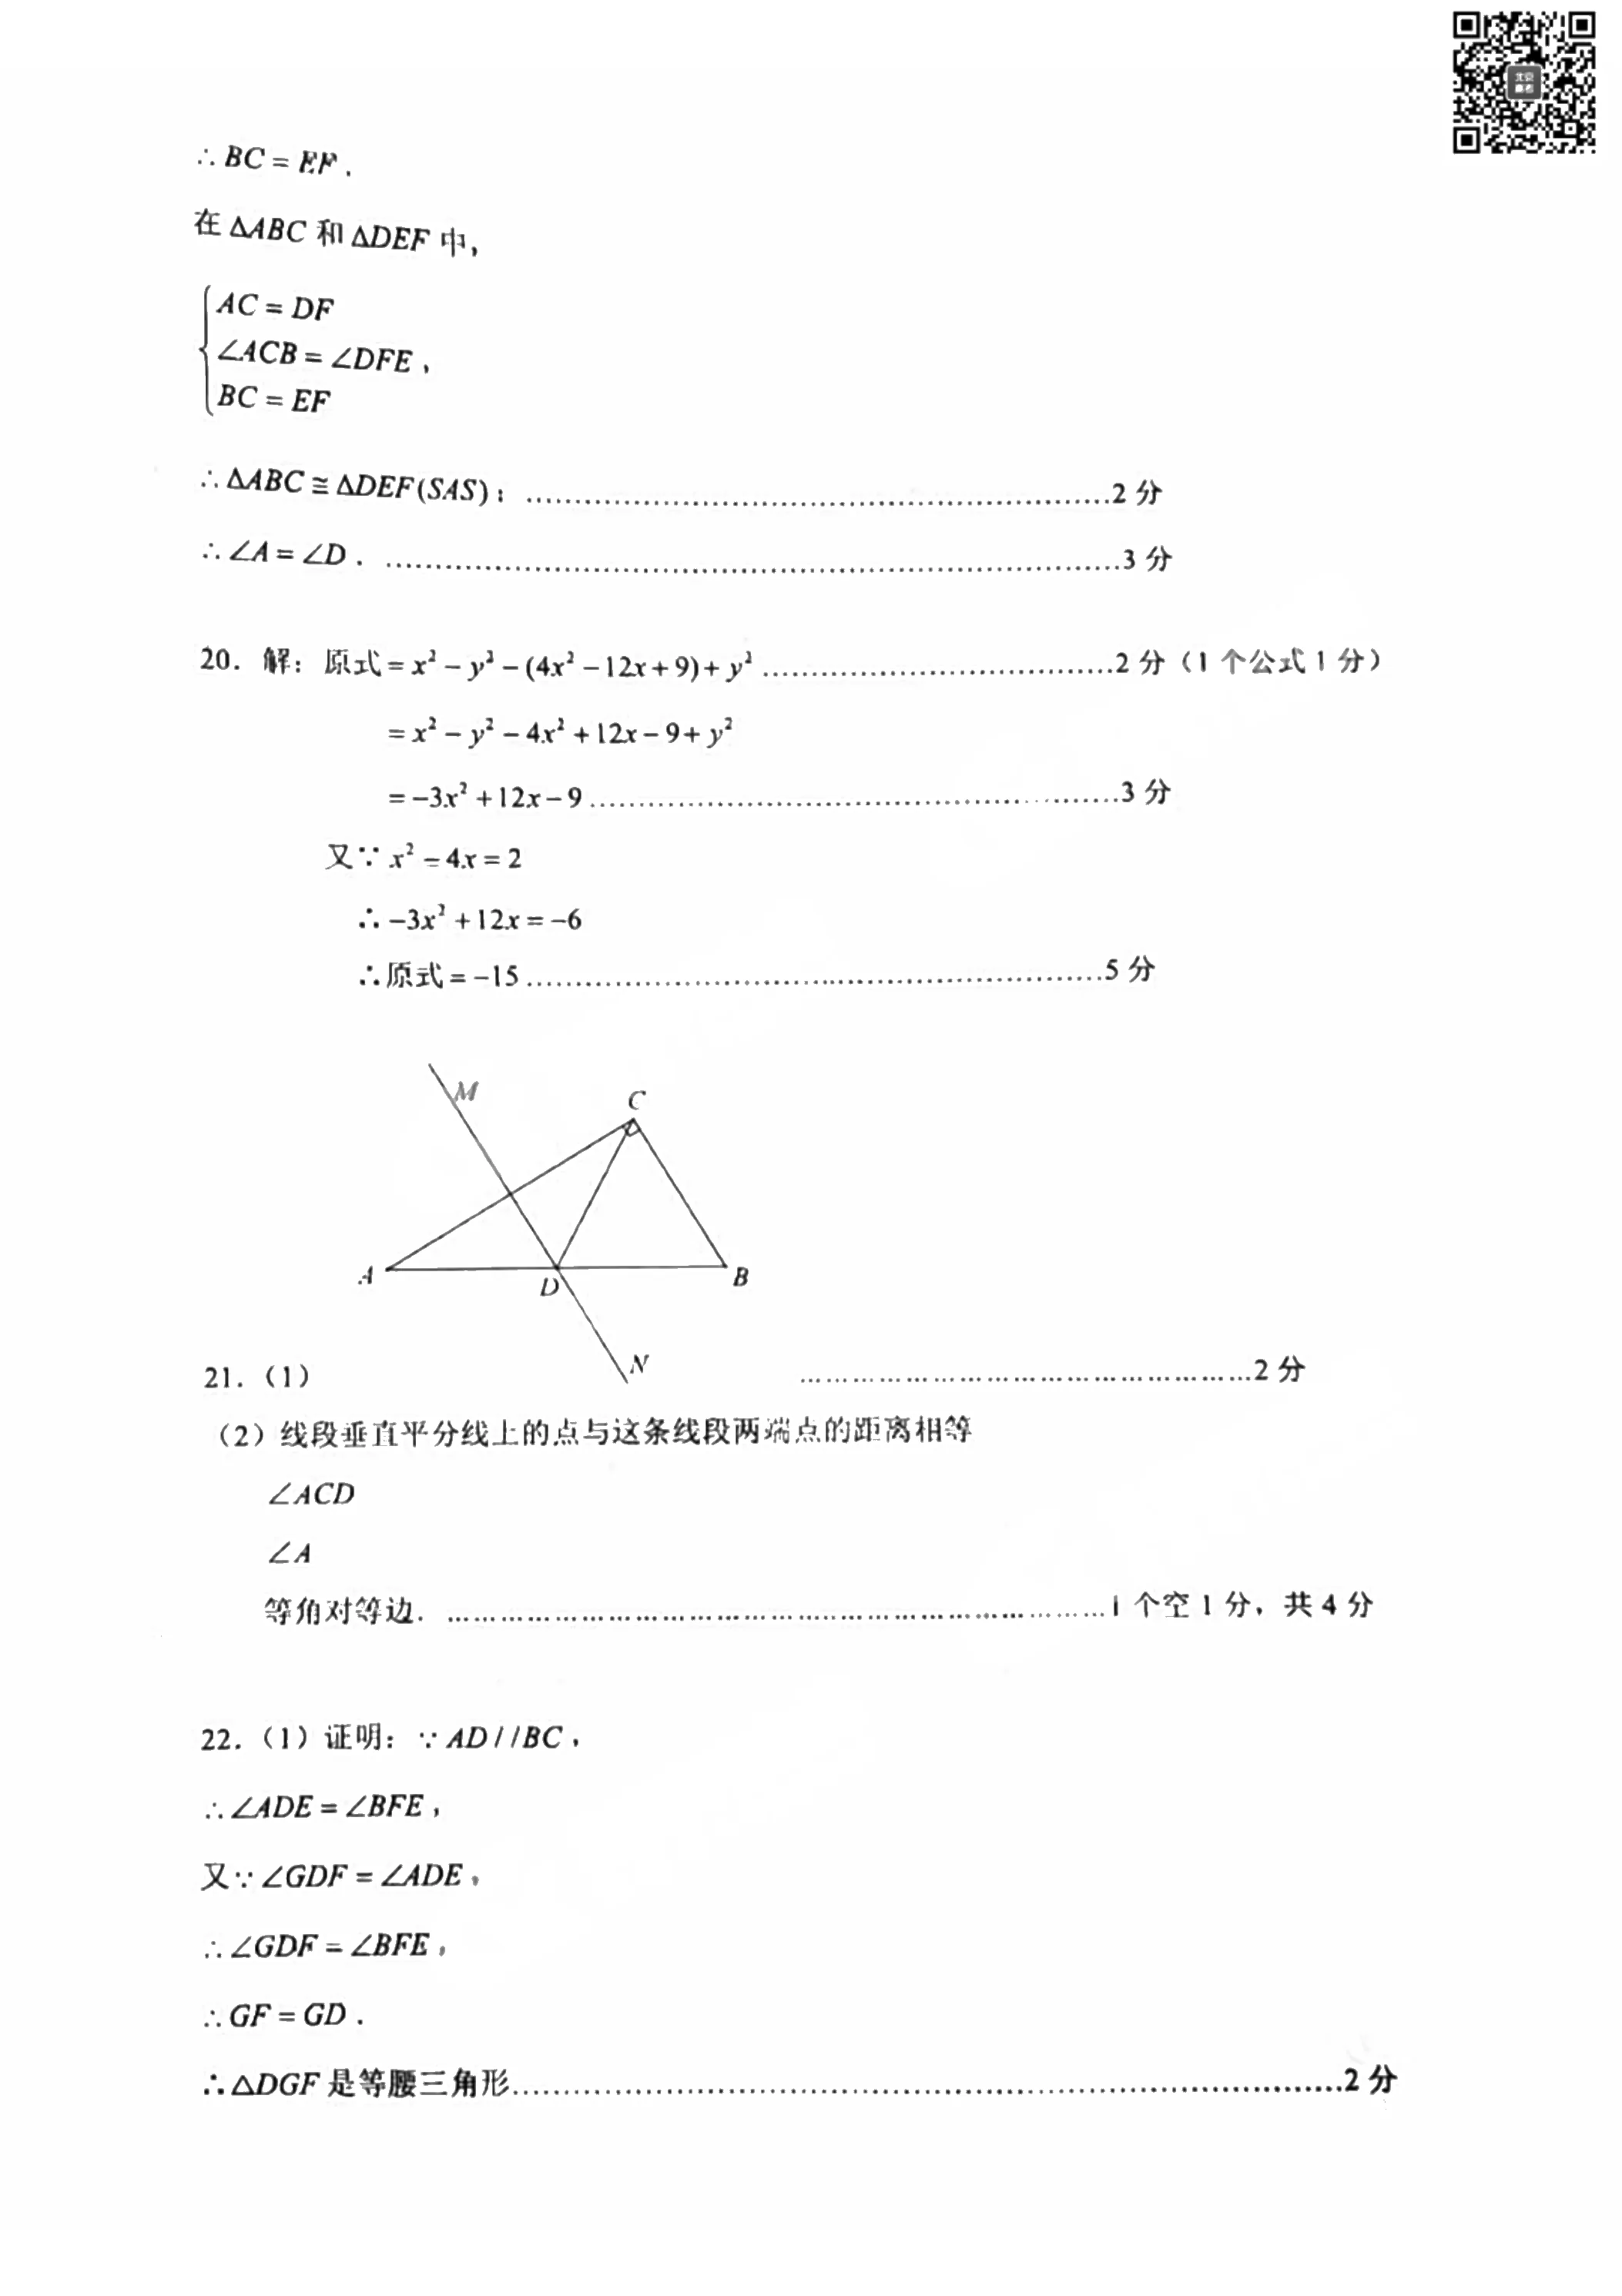 ∴ BC = EF.
在 ΔABC 和 ΔDEF 中，
AC = DF
∠ACB = ∠DFE，
BC = EF
∴ ΔABC ≅ ΔDEF(SAS)；……………………………………………………2 分
∴ ∠A = ∠D．……………………………………………………………………3 分
20. 解：原式 = x² − y² − (4x² − 12x + 9) + y² ………………………………2 分（1 个公式 1 分）
= x² − y² − 4x² + 12x − 9 + y²
= −3x² + 12x − 9 ………………………………………………3 分
又∵ x² − 4x = 2
∴ −3x² + 12x = −6
∴原式 = −15 ……………………………………………………5 分
M
C
A
D
B
N
21.（1） ……………………………………………2 分
（2）线段垂直平分线上的点与这条线段两端点的距离相等
∠ACD
∠A
等角对等边. …………………………………………………………………1 个空 1 分，共 4 分
22.（1）证明：∵ AD//BC，
∴ ∠ADE = ∠BFE，
又∵ ∠GDF = ∠ADE，
∴ ∠GDF = ∠BFE，
∴ GF = GD．
∴ △DGF 是等腰三角形……………………………………………………………………2 分